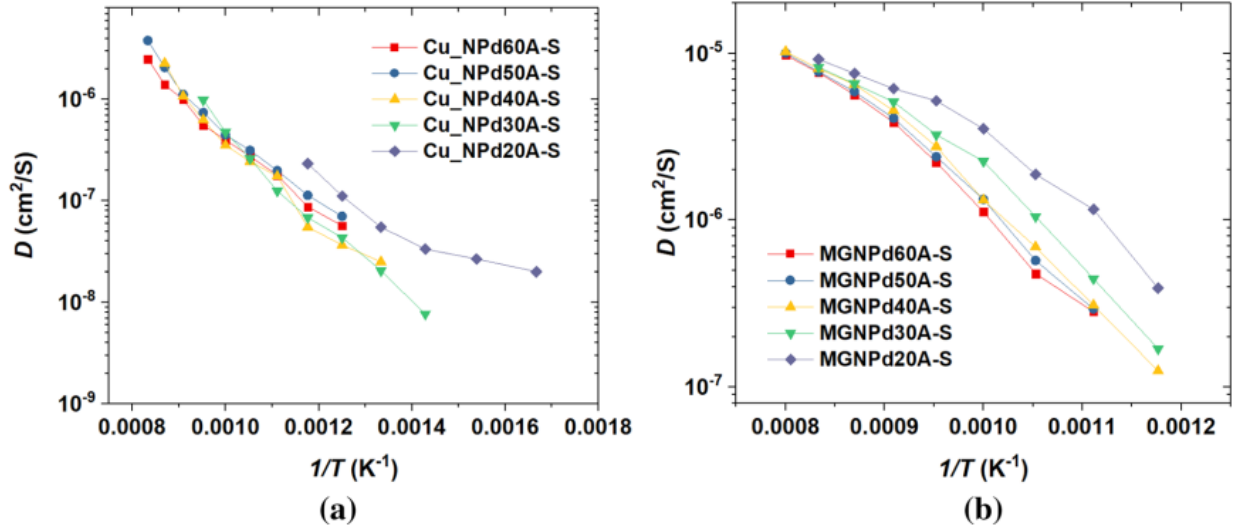 Cu_NPd60A-S
Cu_NPd50A-S
Cu_NPd40A-S
Cu_NPd30A-S
Cu_NPd20A-S
D (cm²/S)
10⁻⁶
10⁻⁷
10⁻⁸
10⁻⁹
0.0008 0.0010 0.0012 0.0014 0.0016 0.0018
1/T (K⁻¹)
(a)
MGNPd60A-S
MGNPd50A-S
MGNPd40A-S
MGNPd30A-S
MGNPd20A-S
D (cm²/S)
10⁻⁵
10⁻⁶
10⁻⁷
0.0008 0.0009 0.0010 0.0011 0.0012
1/T (K⁻¹)
(b)